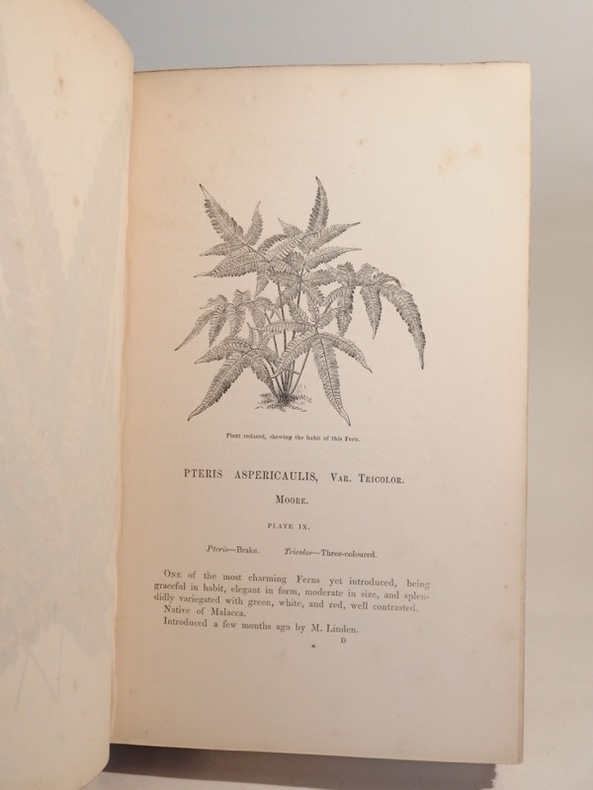 Plant reduced, shewing the habit of this Fern.
PTERIS ASPERICAULIS, VAR. TRICOLOR.
MOORE.
PLATE IX.
Pteris—Brake. Tricolor—Three-coloured.
ONE of the most charming Ferns yet introduced, being
graceful in habit, elegant in form, moderate in size, and splen-
didly variegated with green, white, and red, well contrasted.
Native of Malacca.
Introduced a few months ago by M. Linden.
D